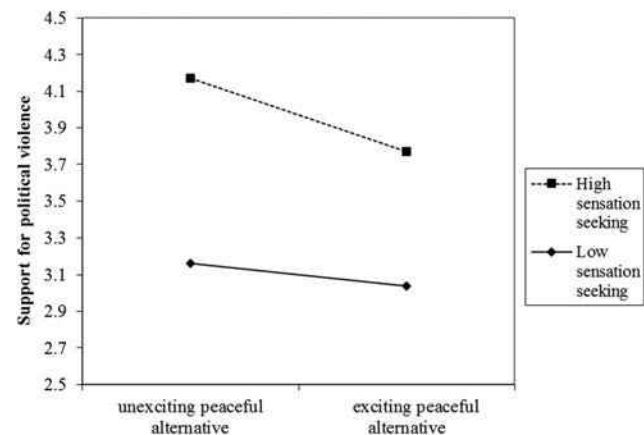 Support for political violence
4.5
4.3
4.1
3.9
3.7
3.5
3.3
3.1
2.9
2.7
2.5
unexciting peaceful
alternative
exciting peaceful
alternative
High
sensation
seeking
Low
sensation
seeking